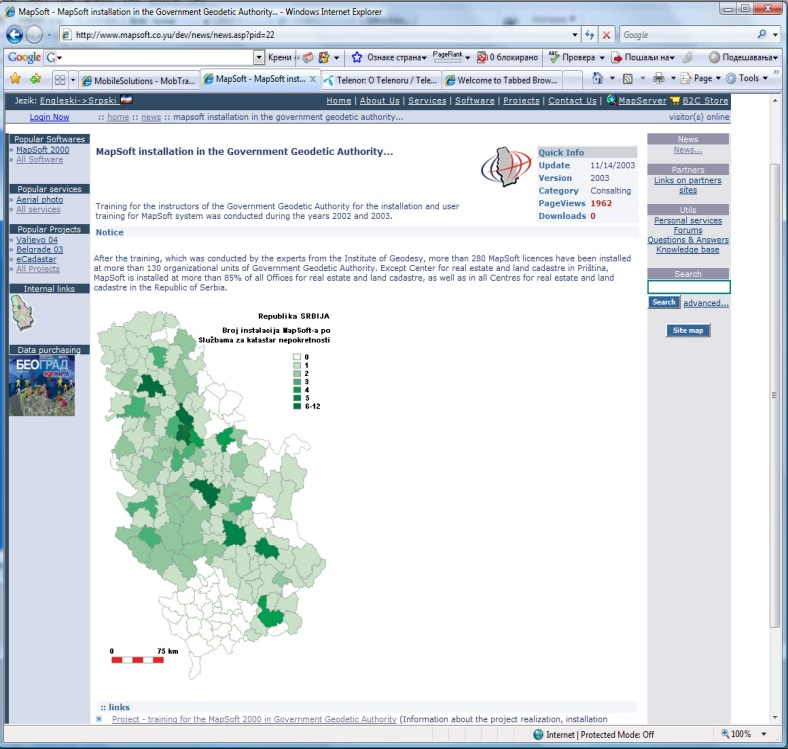 MapSoft - MapSoft installation in the Government Geodetic Authority... - Windows Internet Explorer
http://www.mapsoft.co.yu/dev/news/news.asp?pid=22
Google
Google G Крени Ознаке страна PageRank 0 блокирано Провера Пошаљи на Подешавања
MobileSolutions - MobTra... MapSoft - MapSoft inst... Telenor: O Telenoru / Tele... Welcome to Tabbed Brow... Page Tools
Jezik: Engleski->Srpski Home | About Us | Services | Software | Projects | Contact Us | MapServer B2C Store
Login Now :: home :: news :: mapsoft installation in the government geodetic authority... visitor(s) online
Popular Softwares
» MapSoft 2000
» All Software
Popular services
» Aerial photo
» All services
Popular Projects
» Valjevo 04
» Belgrade 03
» eCadastar
» All Projects
Internal links
Data purchasing
БЕОГРАД
MapSoft installation in the Government Geodetic Authority...
Quick Info
Update 11/14/2003
Version 2003
Category Consalting
PageViews 1962
Downloads 0
Training for the instructors of the Government Geodetic Authority for the installation and user
training for MapSoft system was conducted during the years 2002 and 2003.
Notice
After the training, which was conducted by the experts from the Institute of Geodesy, more than 280 MapSoft licences have been installed
at more than 130 organizational units of Government Geodetic Authority. Except Center for real estate and land cadastre in Priština,
MapSoft is installed at more than 85% of all Offices for real estate and land cadastre, as well as in all Centres for real estate and land
cadastre in the Republic of Serbia.
Republika SRBIJA
Broj instalacija MapSoft-a po
Službama za katastar nepokretnosti
0
1
2
3
4
5
6-12
0 75 km
:: links
Project - training for the MapSoft 2000 in Government Geodetic Authority (Information about the project realization, installation
News
News...
Partners
Links on partners
sites
Utils
Personal services
Forums
Questions & Answers
Knowledge base
Search
Search advanced...
Site map
Internet | Protected Mode: Off 100%